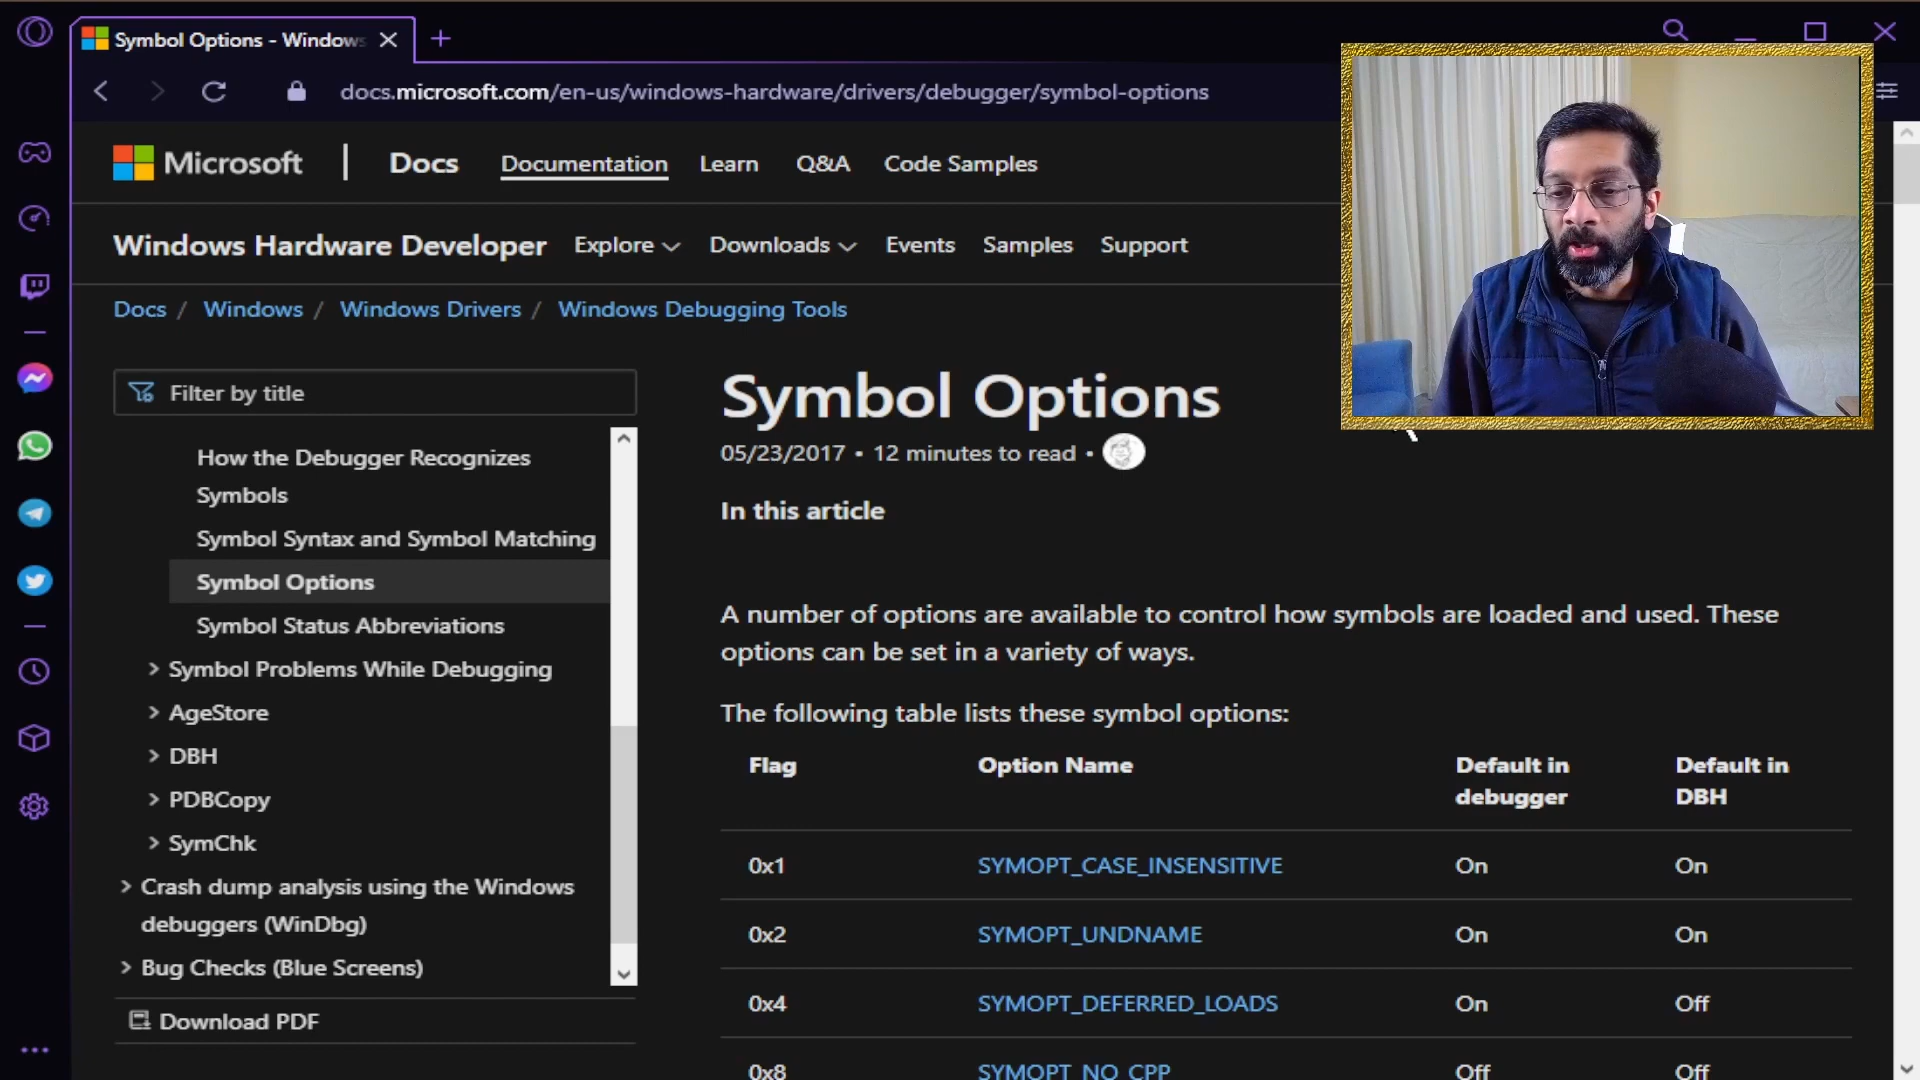 Symbol Options - Windows
docs.microsoft.com/en-us/windows-hardware/drivers/debugger/symbol-options
Microsoft
Docs
Documentation
Learn
Q&A
Code Samples
Windows Hardware Developer
Explore
Downloads
Events
Samples
Support
Docs / Windows / Windows Drivers / Windows Debugging Tools
Filter by title
How the Debugger Recognizes
Symbols
Symbol Syntax and Symbol Matching
Symbol Options
Symbol Status Abbreviations
Symbol Problems While Debugging
AgeStore
DBH
PDBCopy
SymChk
Crash dump analysis using the Windows
debuggers (WinDbg)
Bug Checks (Blue Screens)
Download PDF
Symbol Options
05/23/2017 • 12 minutes to read •
In this article
A number of options are available to control how symbols are loaded and used. These
options can be set in a variety of ways.
The following table lists these symbol options:
Flag Option Name Default in debugger Default in DBH
0x1 SYMOPT_CASE_INSENSITIVE On On
0x2 SYMOPT_UNDNAME On On
0x4 SYMOPT_DEFERRED_LOADS On Off
0x8 SYMOPT_NO_CPP Off Off